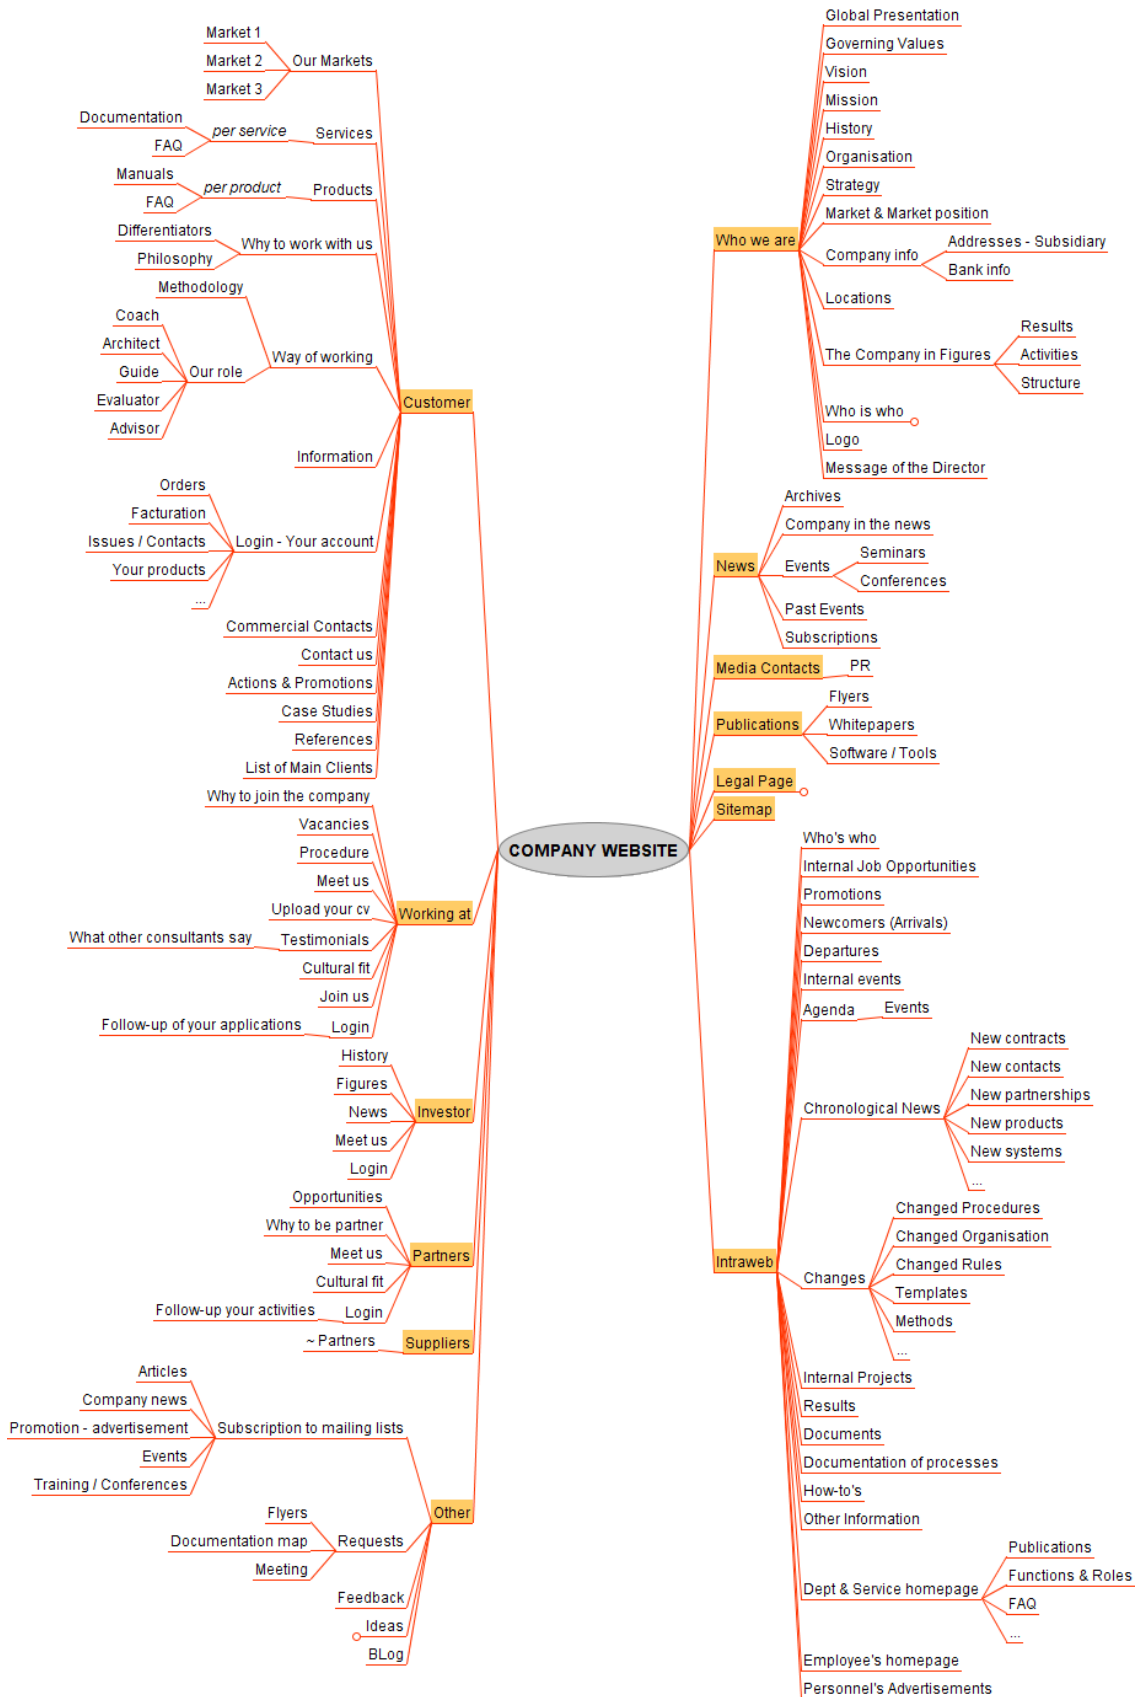 COMPANY WEBSITE
Customer
Our Markets
Market 1
Market 2
Market 3
Services
per service
Documentation
FAQ
Products
per product
Manuals
FAQ
Why to work with us
Differentiators
Philosophy
Way of working
Methodology
Our role
Coach
Architect
Guide
Evaluator
Advisor
Information
Login - Your account
Orders
Facturation
Issues / Contacts
Your products
...
Commercial Contacts
Contact us
Actions & Promotions
Case Studies
References
List of Main Clients
Working at
Why to join the company
Vacancies
Procedure
Meet us
Upload your cv
Testimonials
What other consultants say
Cultural fit
Join us
Login
Follow-up of your applications
Investor
History
Figures
News
Meet us
Login
Partners
Opportunities
Why to be partner
Meet us
Cultural fit
Login
Follow-up your activities
Suppliers
~ Partners
Other
Subscription to mailing lists
Articles
Company news
Promotion - advertisement
Events
Training / Conferences
Requests
Flyers
Documentation map
Meeting
Feedback
Ideas
BLog
Who we are
Global Presentation
Governing Values
Vision
Mission
History
Organisation
Strategy
Market & Market position
Company info
Addresses - Subsidiary
Bank info
Locations
The Company in Figures
Results
Activities
Structure
Who is who
Logo
Message of the Director
News
Archives
Company in the news
Events
Seminars
Conferences
Past Events
Subscriptions
Media Contacts
PR
Publications
Flyers
Whitepapers
Software / Tools
Legal Page
Sitemap
Intraweb
Who's who
Internal Job Opportunities
Promotions
Newcomers (Arrivals)
Departures
Internal events
Agenda
Events
Chronological News
New contracts
New contacts
New partnerships
New products
New systems
...
Changes
Changed Procedures
Changed Organisation
Changed Rules
Templates
Methods
...
Internal Projects
Results
Documents
Documentation of processes
How-to's
Other Information
Dept & Service homepage
Publications
Functions & Roles
FAQ
...
Employee's homepage
Personnel's Advertisements